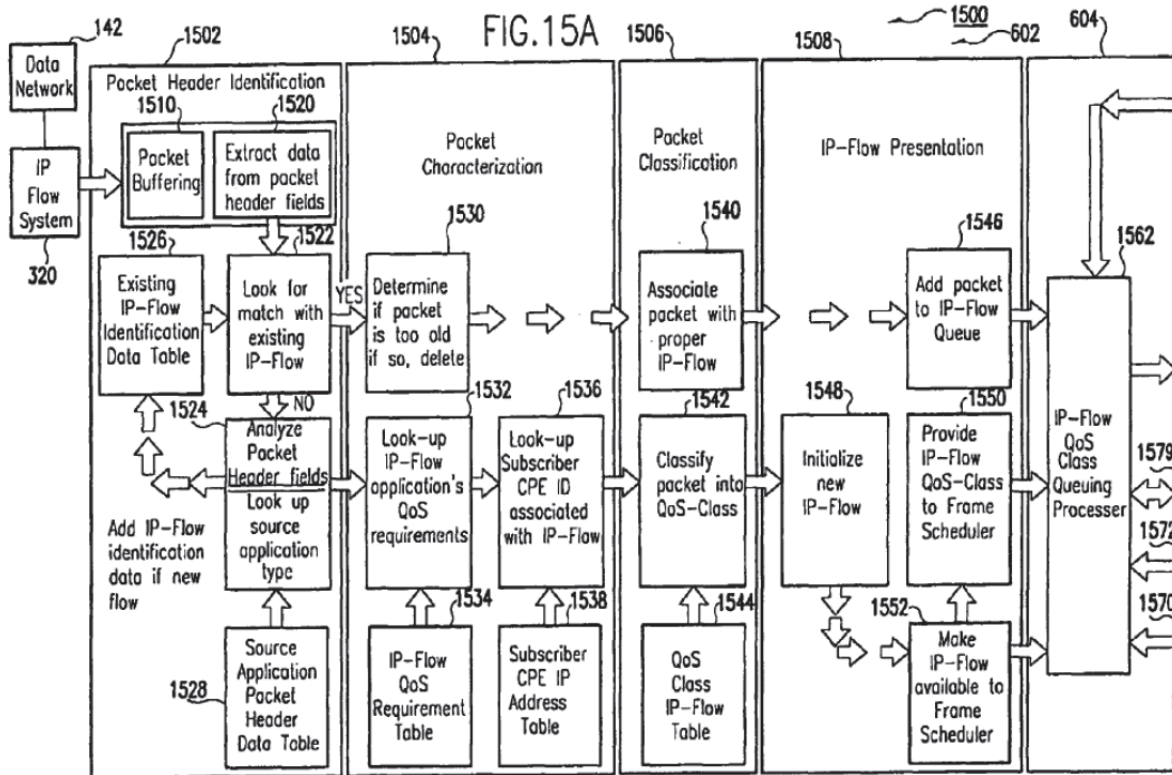 FIG.15A
1500
602
142
1502
1504
1506
1508
604
Data
Network
IP
Flow
System
320
Packet Header Identification
1510
1520
Packet
Buffering
Extract data
from packet
header fields
1526
1522
Existing
IP-Flow
Identification
Data Table
Look for
match with
existing
IP-Flow
YES
NO
1524
Analyze
Packet
Header fields
Look up
source
application
type
Add IP-Flow
identification
data if new
flow
1528
Source
Application
Packet
Header
Data Table
Packet
Characterization
1530
Determine
if packet
is too old
if so, delete
1532
1536
Look-up
IP-Flow
application's
QoS
requirements
Look-up
Subscriber
CPE ID
associated
with IP-Flow
1534
1538
IP-Flow
QoS
Requirement
Table
Subscriber
CPE IP
Address
Table
Packet
Classification
1540
Associate
packet with
proper
IP-Flow
1542
Classify
packet into
QoS-Class
1544
QoS
Class
IP-Flow
Table
IP-Flow Presentation
1546
Add packet
to IP-Flow
Queue
1548
1550
Initialize
new
IP-Flow
Provide
IP-Flow
QoS-Class
to Frame
Scheduler
1552
Make
IP-Flow
available to
Frame
Scheduler
1562
IP-Flow
QoS
Class
Queuing
Processer
1579
1572
1570